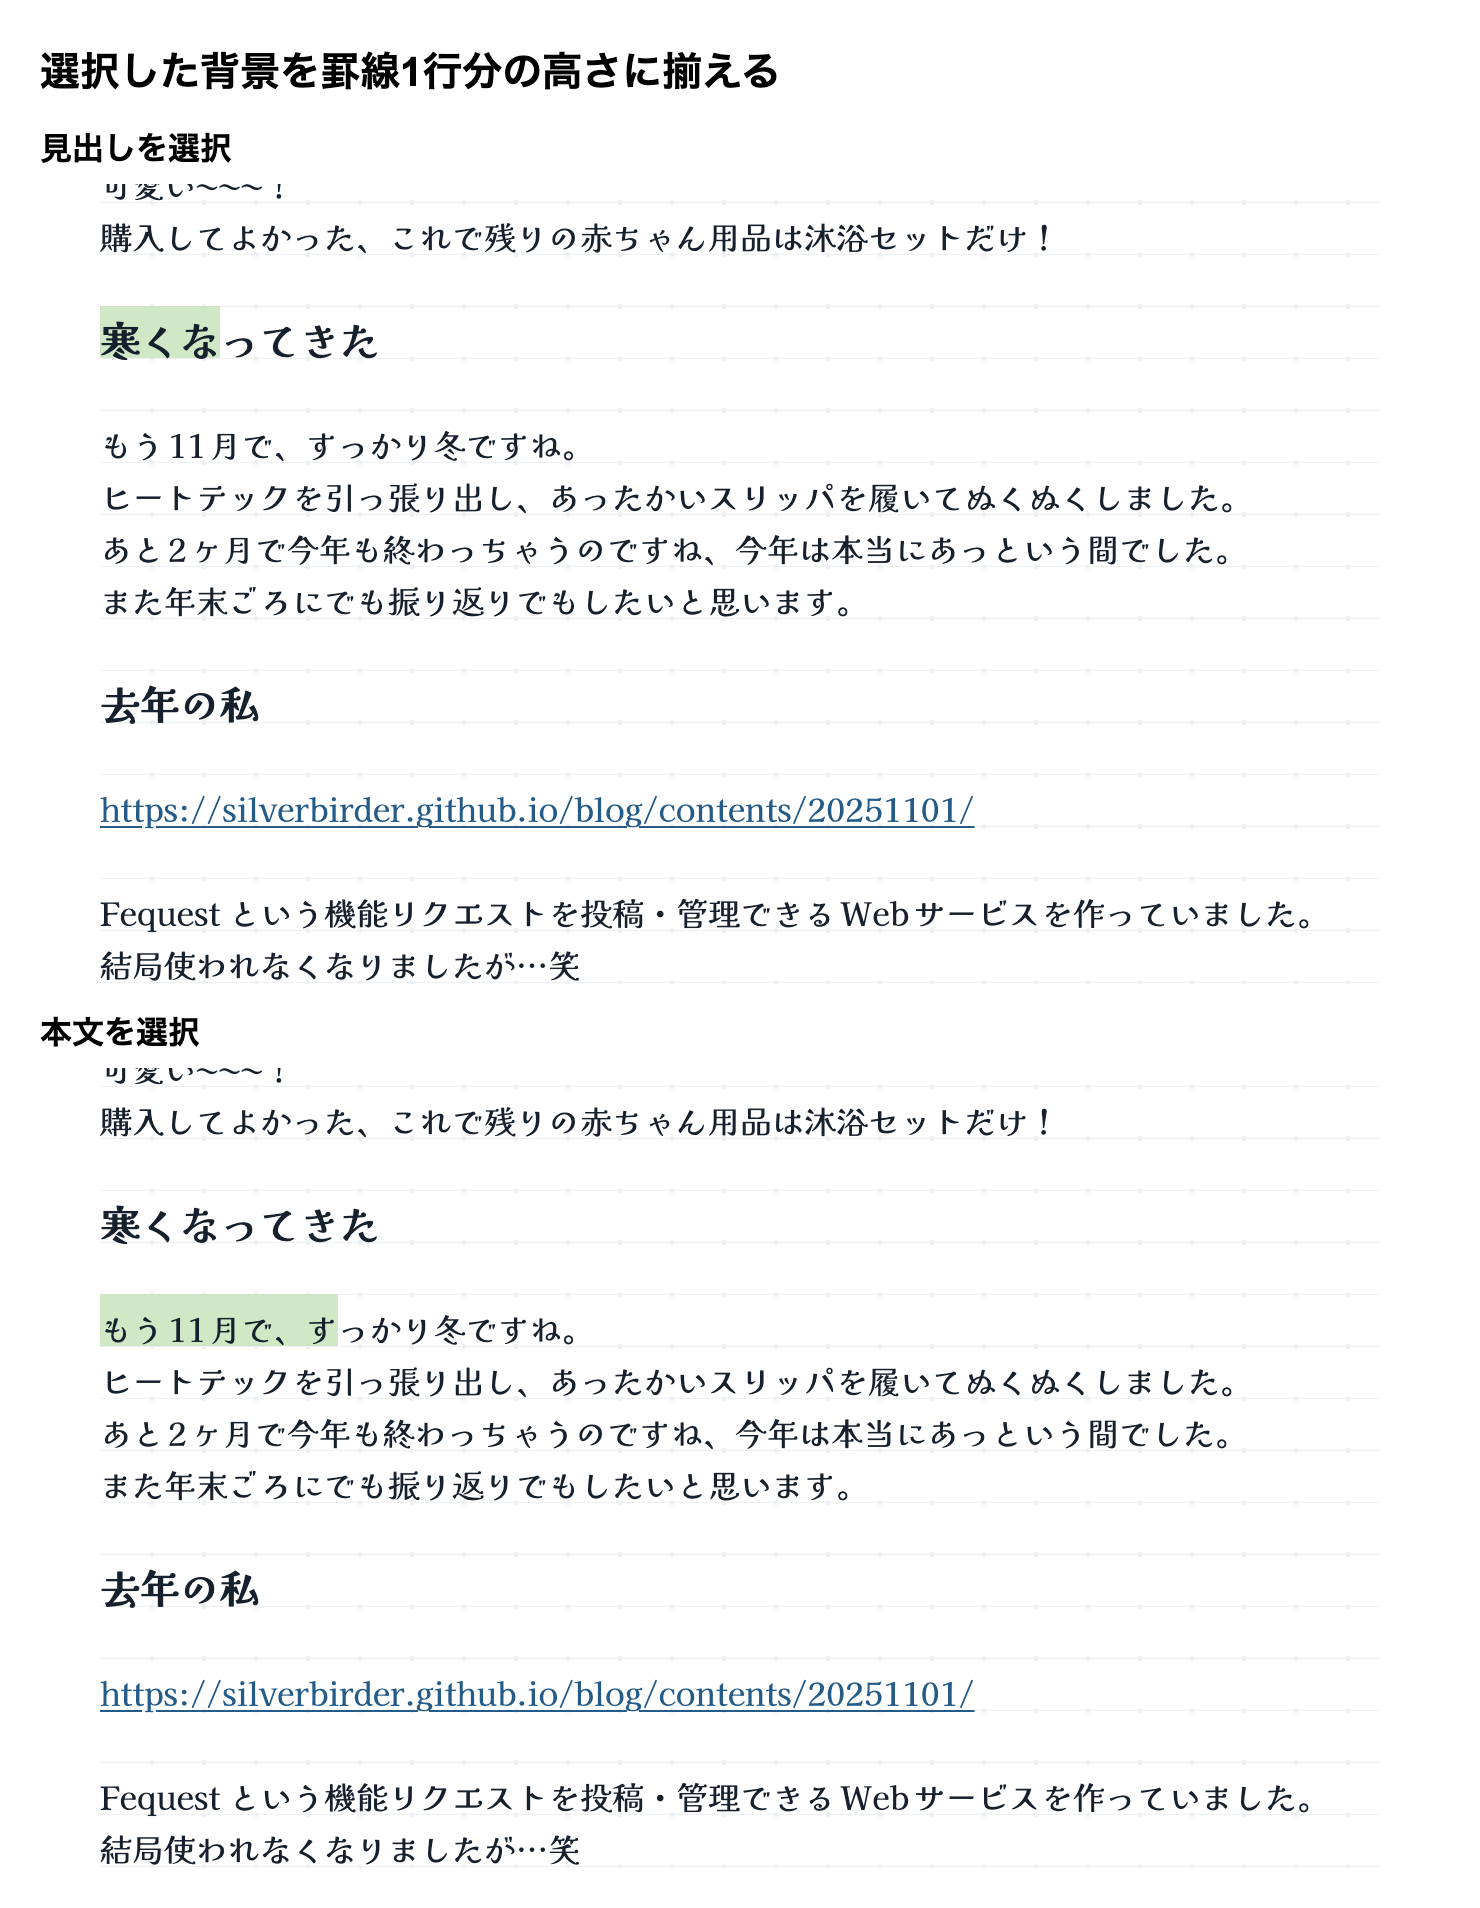 選択した背景を罫線1行分の高さに揃える
見出しを選択
可愛い〜〜〜！
購入してよかった、これで残りの赤ちゃん用品は沐浴セットだけ！
寒くなってきた
もう11月で、すっかり冬ですね。
ヒートテックを引っ張り出し、あったかいスリッパを履いてぬくぬくしました。
あと２ヶ月で今年も終わっちゃうのですね、今年は本当にあっという間でした。
また年末ごろにでも振り返りでもしたいと思います。
去年の私
https://silverbirder.github.io/blog/contents/20251101/
Fequest という機能リクエストを投稿・管理できる Web サービスを作っていました。
結局使われなくなりましたが…笑
本文を選択
可愛い〜〜〜！
購入してよかった、これで残りの赤ちゃん用品は沐浴セットだけ！
寒くなってきた
もう11月で、すっかり冬ですね。
ヒートテックを引っ張り出し、あったかいスリッパを履いてぬくぬくしました。
あと２ヶ月で今年も終わっちゃうのですね、今年は本当にあっという間でした。
また年末ごろにでも振り返りでもしたいと思います。
去年の私
https://silverbirder.github.io/blog/contents/20251101/
Fequest という機能リクエストを投稿・管理できる Web サービスを作っていました。
結局使われなくなりましたが…笑